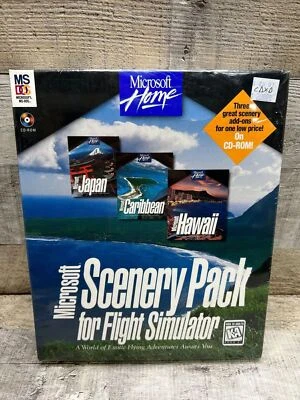 MS
MICROSOFT®
MS-DOS®
CD-ROM
Microsoft
Home
Three
great scenery
add-ons
for one low price!
On
CD-ROM!
Japan
Caribbean
Hawaii
Microsoft
Scenery Pack
for Flight Simulator
A World of Exotic Flying Adventures Awaits You